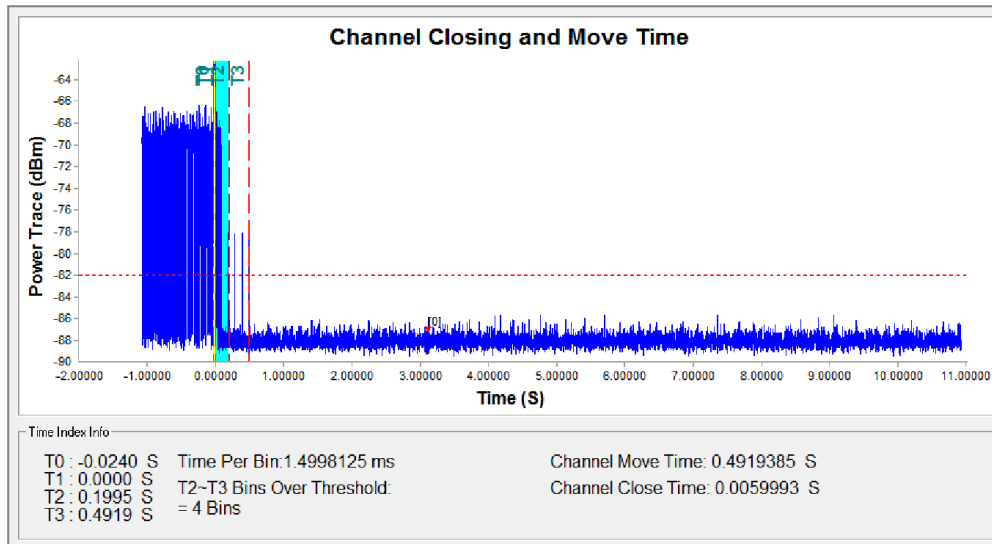 Channel Closing and Move Time
T0 T2 T3
-64
-66
-68
-70
-72
-74
-76
-78
-80
-82
-84
-86
-88
-90
Power Trace (dBm)
[0]
-2.00000 -1.00000 0.00000 1.00000 2.00000 3.00000 4.00000 5.00000 6.00000 7.00000 8.00000 9.00000 10.00000 11.00000
Time (S)
Time Index Info
T0 : -0.0240 S Time Per Bin:1.4998125 ms Channel Move Time: 0.4919385 S
T1 : 0.0000 S
T2 : 0.1995 S T2~T3 Bins Over Threshold: Channel Close Time: 0.0059993 S
T3 : 0.4919 S = 4 Bins